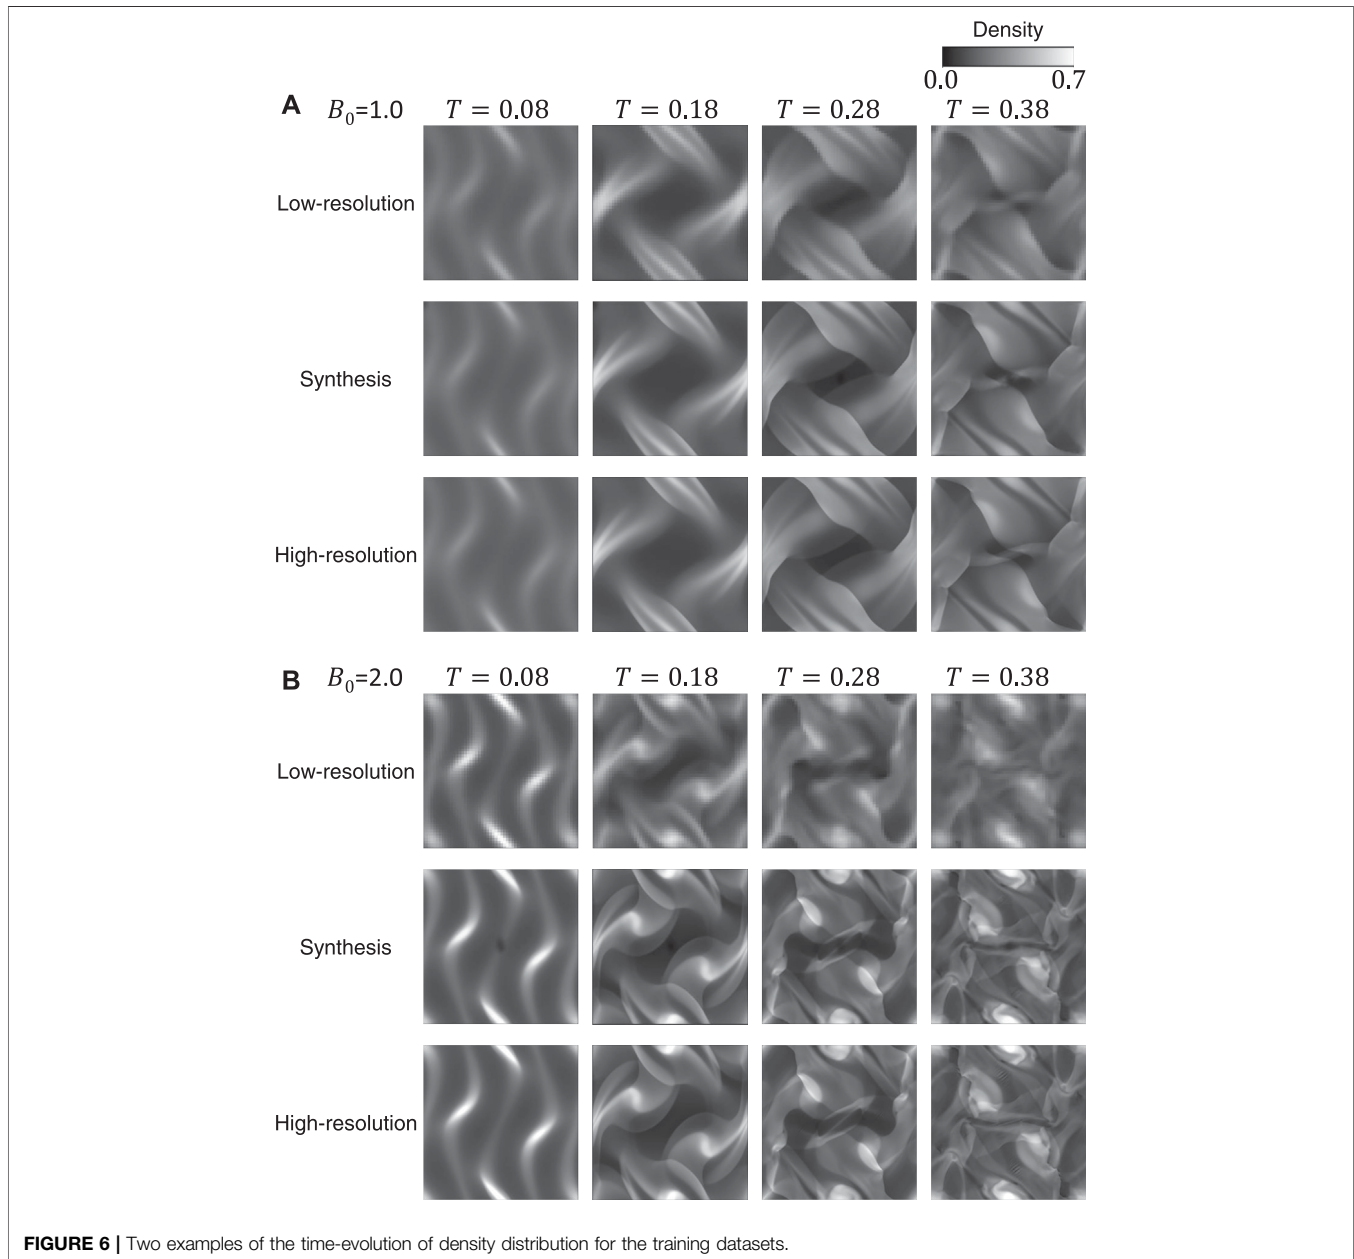 Density
0.0 0.7
A B₀=1.0 T = 0.08 T = 0.18 T = 0.28 T = 0.38
Low-resolution
Synthesis
High-resolution
B B₀=2.0 T = 0.08 T = 0.18 T = 0.28 T = 0.38
Low-resolution
Synthesis
High-resolution
FIGURE 6 | Two examples of the time-evolution of density distribution for the training datasets.